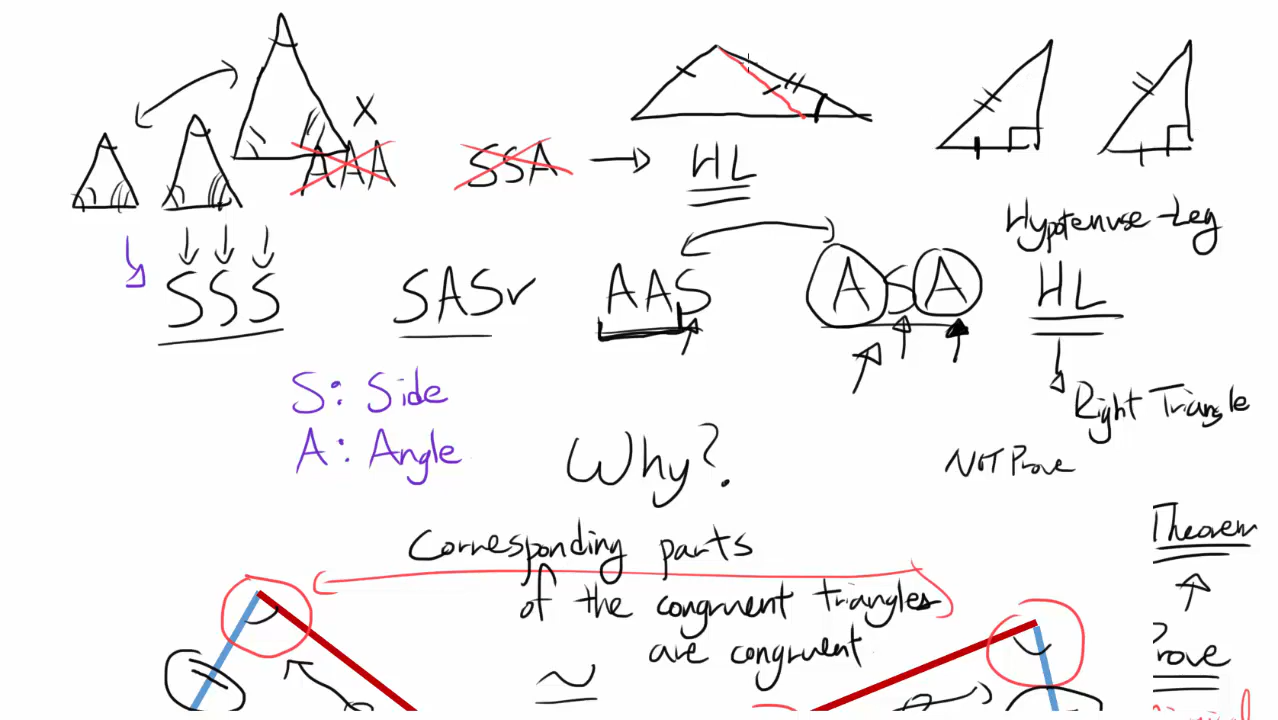 X
AAA
SSA
HL
Hypotenuse-Leg
SSS
SAS
AAS
ASA
HL
S: Side
A: Angle
Right Triangle
Why?
NOT Prove
Corresponding parts
of the congruent triangles
are congruent
≅
Theorem
Prove